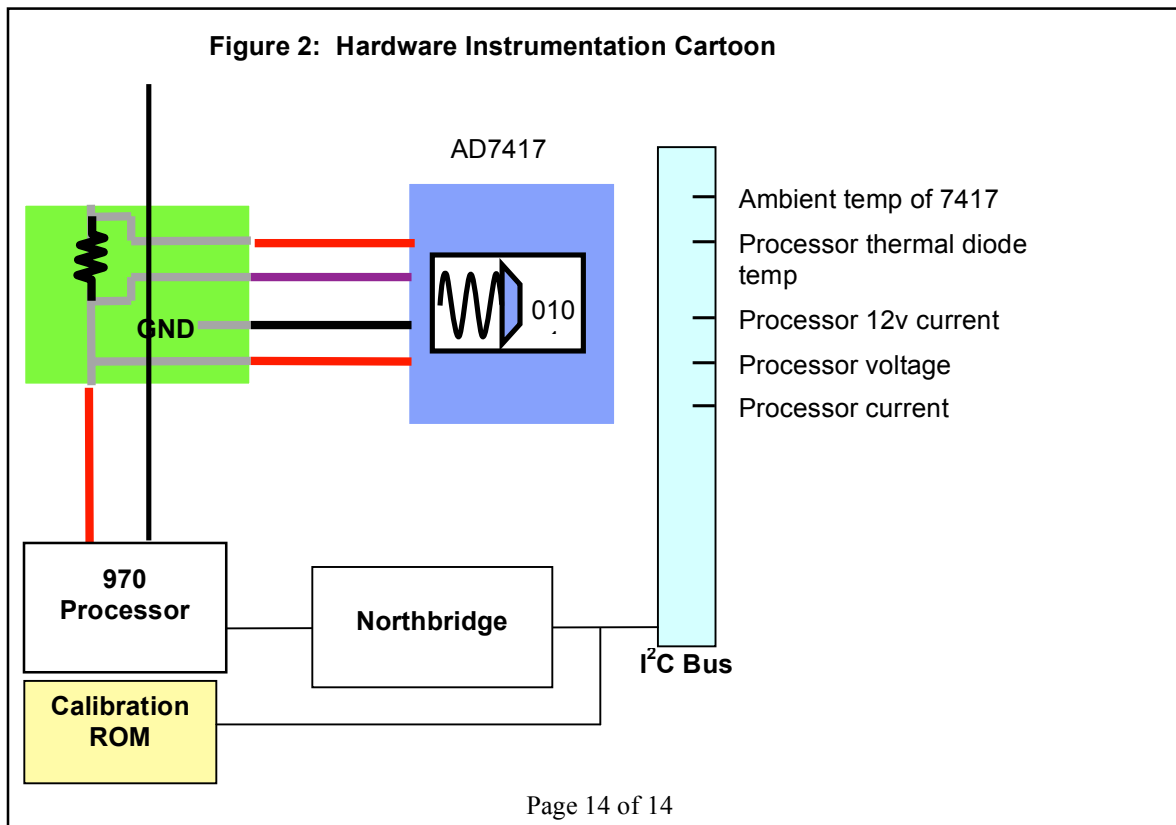 Figure 2: Hardware Instrumentation Cartoon
AD7417
Ambient temp of 7417
Processor thermal diode
temp
Processor 12v current
Processor voltage
Processor current
GND
010
970
Processor
Northbridge
I²C Bus
Calibration
ROM
Page 14 of 14